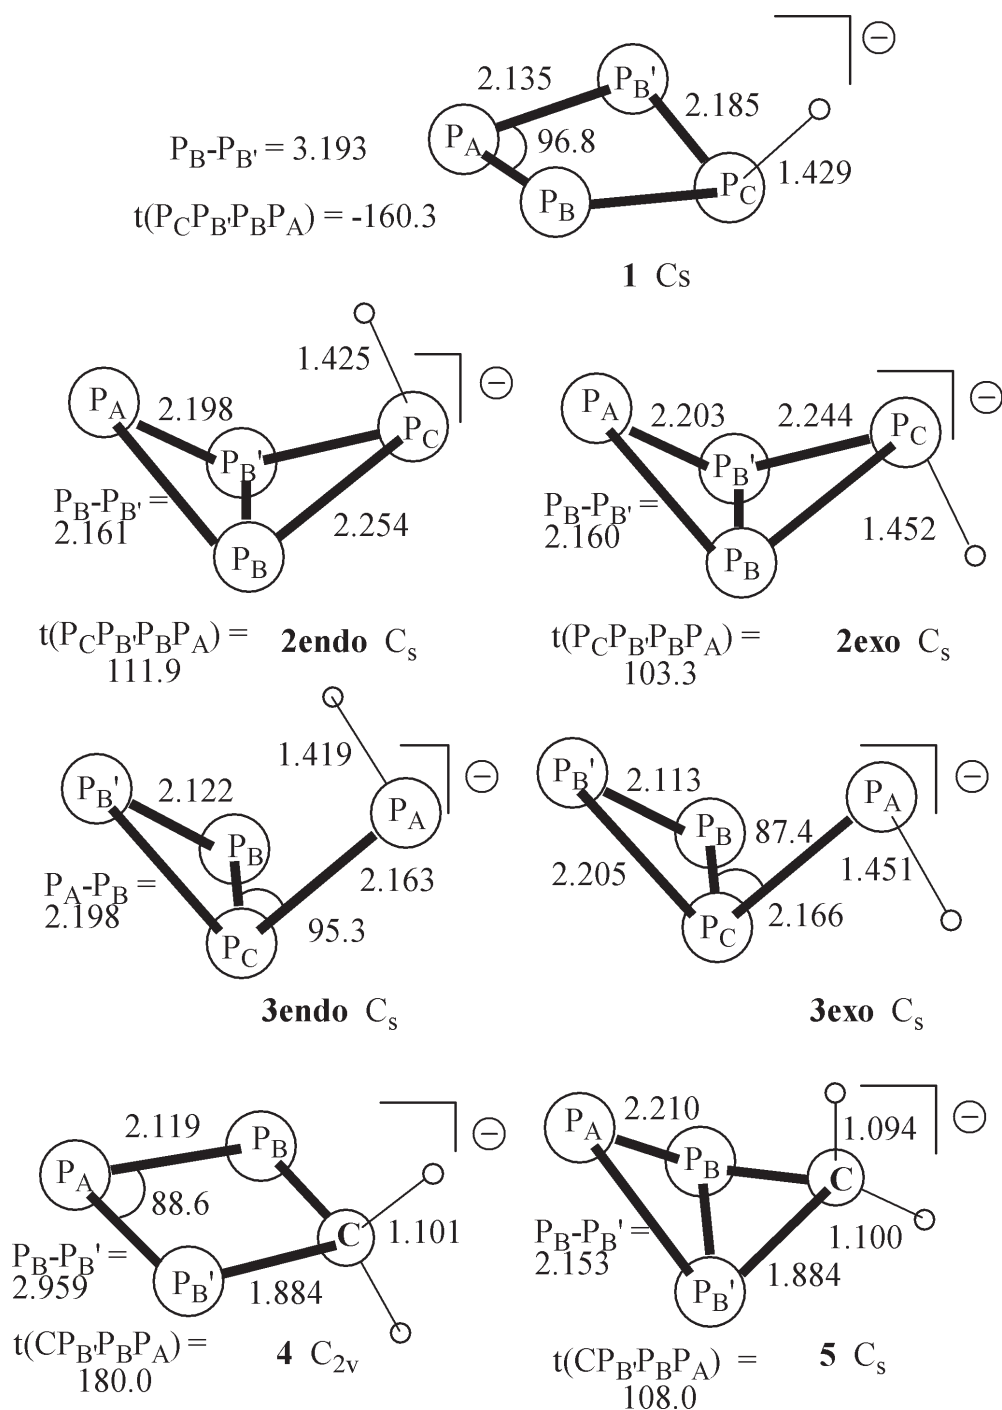 2.135
P_B'
2.185
P_A
96.8
P_B-P_B' = 3.193
1.429
P_C
P_B
t(P_CP_B'P_BP_A) = -160.3
⊖
1 Cs
1.425
⊖
P_A
2.198
P_C
P_B'
P_B-P_B' =
2.161
2.254
P_B
t(P_CP_B'P_BP_A) =
111.9
2endo C_s
⊖
P_A
2.203
2.244
P_C
P_B'
P_B-P_B' =
2.160
1.452
P_B
t(P_CP_B'P_BP_A) =
103.3
2exo C_s
1.419
⊖
P_B'
2.122
P_A
P_B
P_A-P_B =
2.198
2.163
P_C
95.3
3endo C_s
⊖
P_B'
2.113
P_A
P_B
87.4
2.205
1.451
2.166
P_C
3exo C_s
2.119
P_B
⊖
P_A
88.6
C
1.101
P_B-P_B' =
2.959
P_B'
1.884
t(CP_B'P_BP_A) =
180.0
4 C_2v
2.210
⊖
P_A
1.094
P_B
C
P_B-P_B' =
2.153
1.100
1.884
P_B'
t(CP_B'P_BP_A) =
108.0
5 C_s